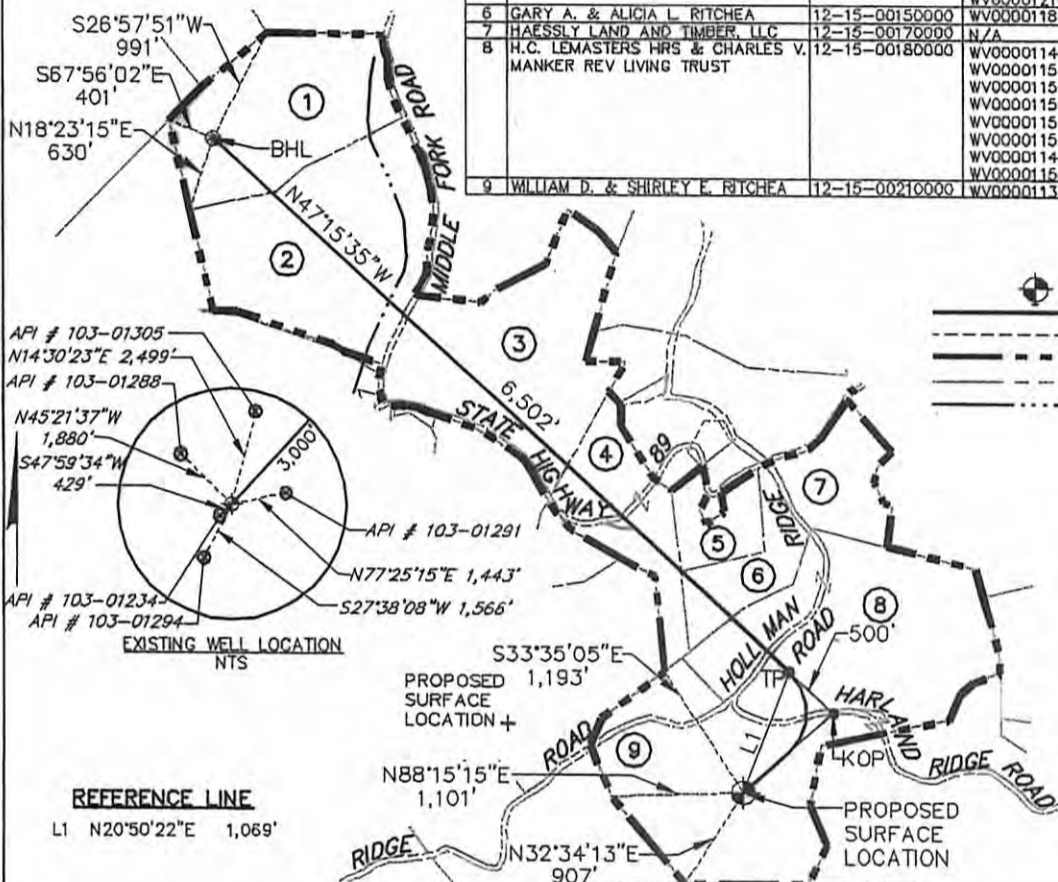 6 GARY A. & ALICIA L. RITCHEA 12-15-00150000 WV0000118
7 HAESSLY LAND AND TIMBER, LLC 12-15-00170000 N/A
8 H.C. LEMASTERS HRS & CHARLES V. 12-15-00180000 WV0000114
MANKER REV LIVING TRUST WV0000115
WV0000115
WV0000115
WV0000115
WV0000115
WV0000114
WV0000115
9 WILLIAM D. & SHIRLEY E. RITCHEA 12-15-00210000 WV0000113
S26°57'51"W
991'
S67°56'02"E
401'
N18°23'15"E
630'
BHL
1
MIDDLE FORK ROAD
N47°15'35"W
2
3
6,502'
STATE HIGHWAY 89
4
5
6
7
8
API # 103-01305
N14°30'23"E 2,499'
API # 103-01288
N45°21'37"W
1,880'
S47°59'34"W
429'
3,000'
API # 103-01291
N77°25'15"E 1,443'
S27°38'08"W 1,566'
API # 103-01234
API # 103-01294
EXISTING WELL LOCATION
NTS
RIDGE
HOLLMAN
ROAD
500'
S33°35'05"E
1,193'
TP
PROPOSED
SURFACE
LOCATION +
HARLAND
RIDGE ROAD
KOP
L1
9
ROAD
N88°15'15"E
1,101'
PROPOSED
SURFACE
LOCATION
REFERENCE LINE
L1 N20°50'22"E 1,069'
RIDGE
N32°34'13"E
907'